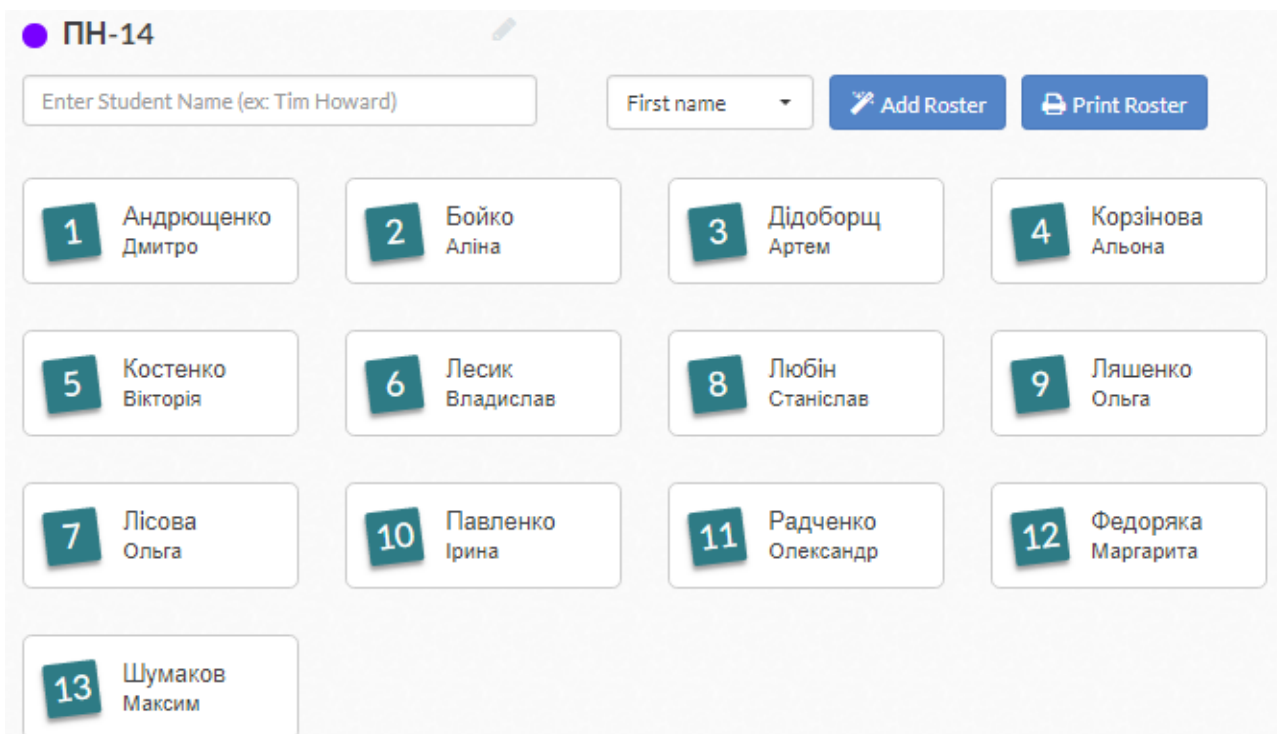 ПН-14
Enter Student Name (ex: Tim Howard)
First name
Add Roster
Print Roster
1
Андрющенко
Дмитро
2
Бойко
Аліна
3
Дідоборщ
Артем
4
Корзінова
Альона
5
Костенко
Вікторія
6
Лесик
Владислав
8
Любін
Станіслав
9
Ляшенко
Ольга
7
Лісова
Ольга
10
Павленко
Ірина
11
Радченко
Олександр
12
Федоряка
Маргарита
13
Шумаков
Максим